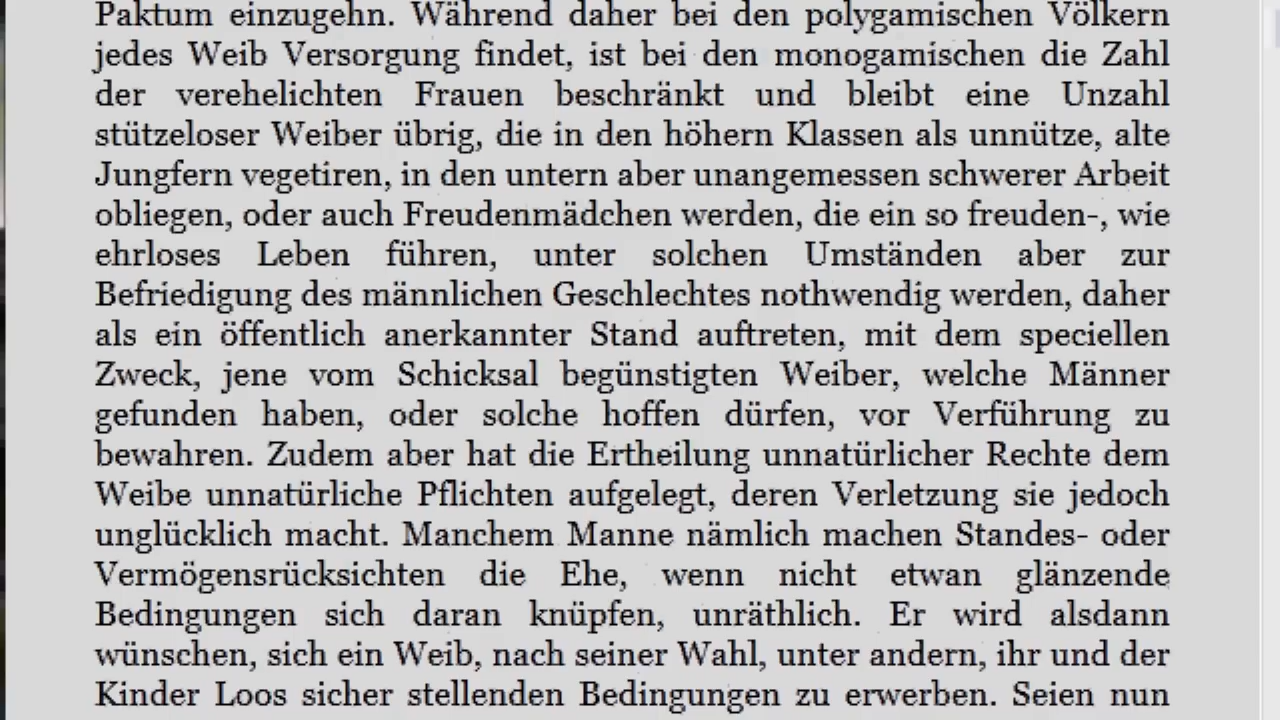 Paktum einzugehn. Während daher bei den polygamischen Völkern
jedes Weib Versorgung findet, ist bei den monogamischen die Zahl
der verehelichten Frauen beschränkt und bleibt eine Unzahl
stützeloser Weiber übrig, die in den höhern Klassen als unnütze, alte
Jungfern vegetiren, in den untern aber unangemessen schwerer Arbeit
obliegen, oder auch Freudenmädchen werden, die ein so freuden-, wie
ehrloses Leben führen, unter solchen Umständen aber zur
Befriedigung des männlichen Geschlechtes nothwendig werden, daher
als ein öffentlich anerkannter Stand auftreten, mit dem speciellen
Zweck, jene vom Schicksal begünstigten Weiber, welche Männer
gefunden haben, oder solche hoffen dürfen, vor Verführung zu
bewahren. Zudem aber hat die Ertheilung unnatürlicher Rechte dem
Weibe unnatürliche Pflichten aufgelegt, deren Verletzung sie jedoch
unglücklich macht. Manchem Manne nämlich machen Standes- oder
Vermögensrücksichten die Ehe, wenn nicht etwan glänzende
Bedingungen sich daran knüpfen, unräthlich. Er wird alsdann
wünschen, sich ein Weib, nach seiner Wahl, unter andern, ihr und der
Kinder Loos sicher stellenden Bedingungen zu erwerben. Seien nun